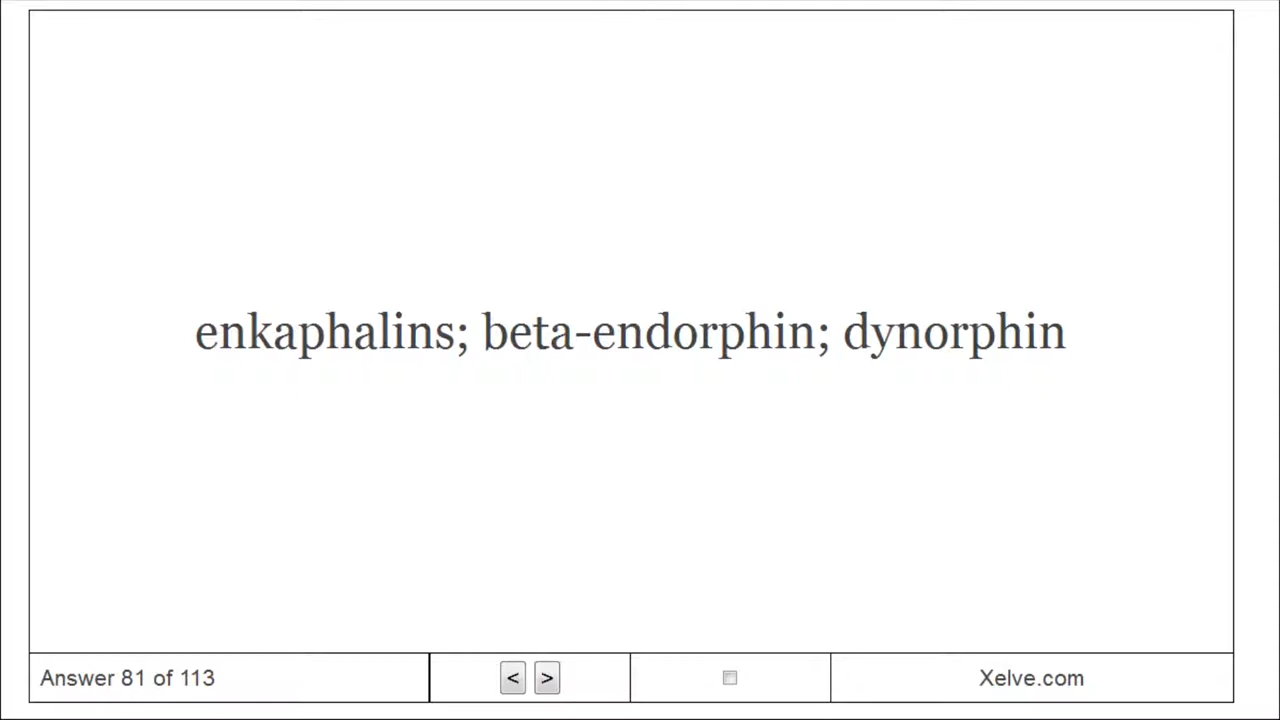 enkaphalins; beta-endorphin; dynorphin
Answer 81 of 113
<
>
Xelve.com